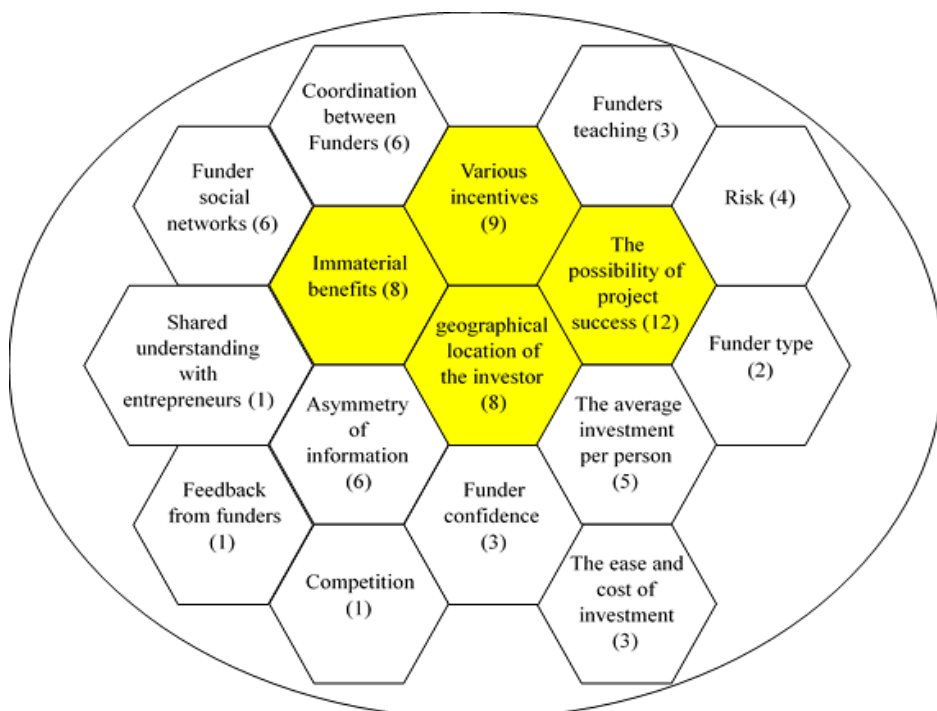 Coordination
between
Funders (6)
Funders
teaching (3)
Funder
social
networks (6)
Various
incentives
(9)
Risk (4)
Immaterial
benefits (8)
The
possibility of
project
success (12)
Shared
understanding
with
entrepreneurs (1)
geographical
location of
the investor
(8)
Funder type
(2)
Asymmetry
of
information
(6)
The average
investment
per person
(5)
Feedback
from funders
(1)
Funder
confidence
(3)
Competition
(1)
The ease and
cost of
investment
(3)